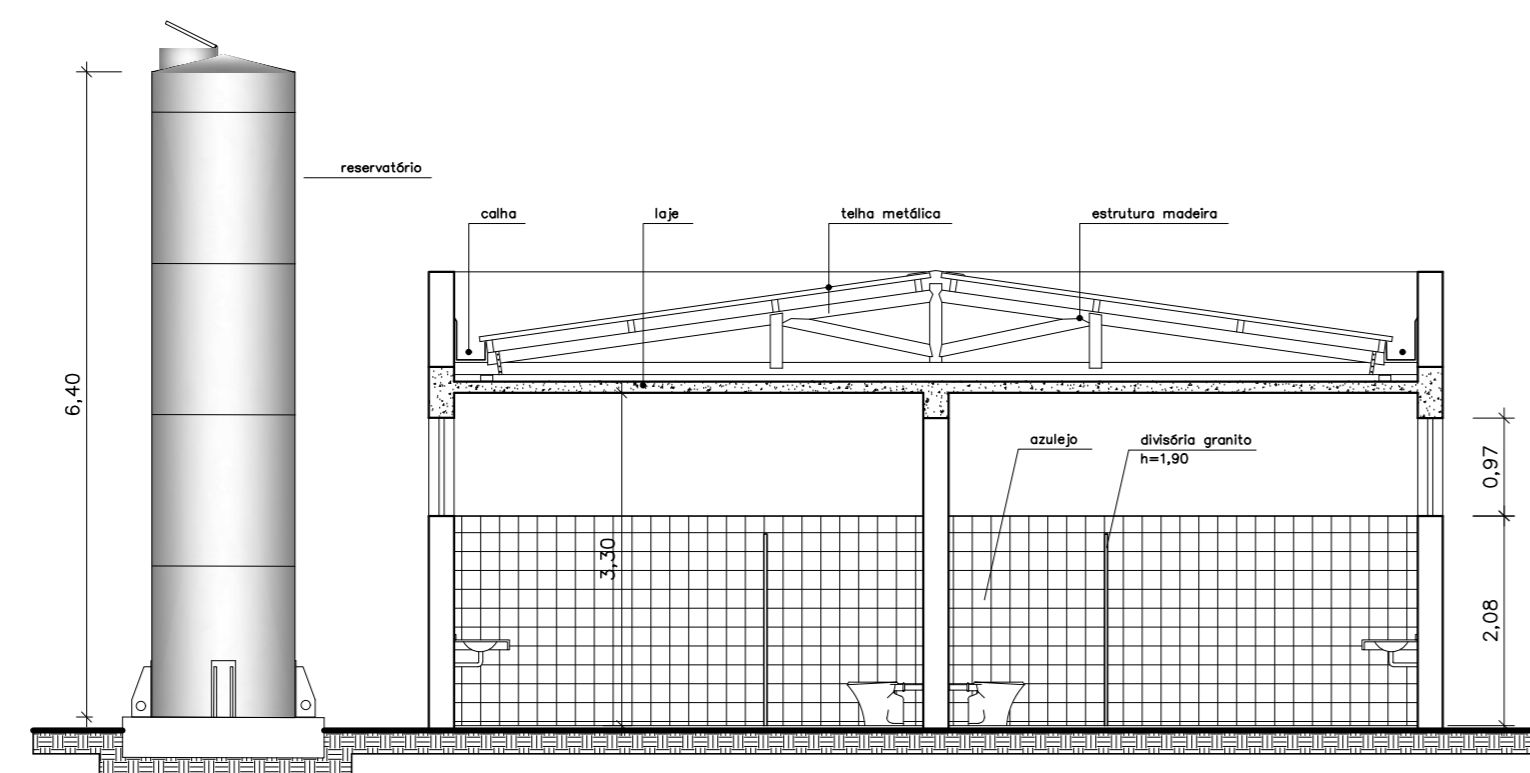 reservatório
calha
laje
telha metálica
estrutura madeira
6,40
azulejo
divisória granito
h=1,90
0,97
3,30
2,08